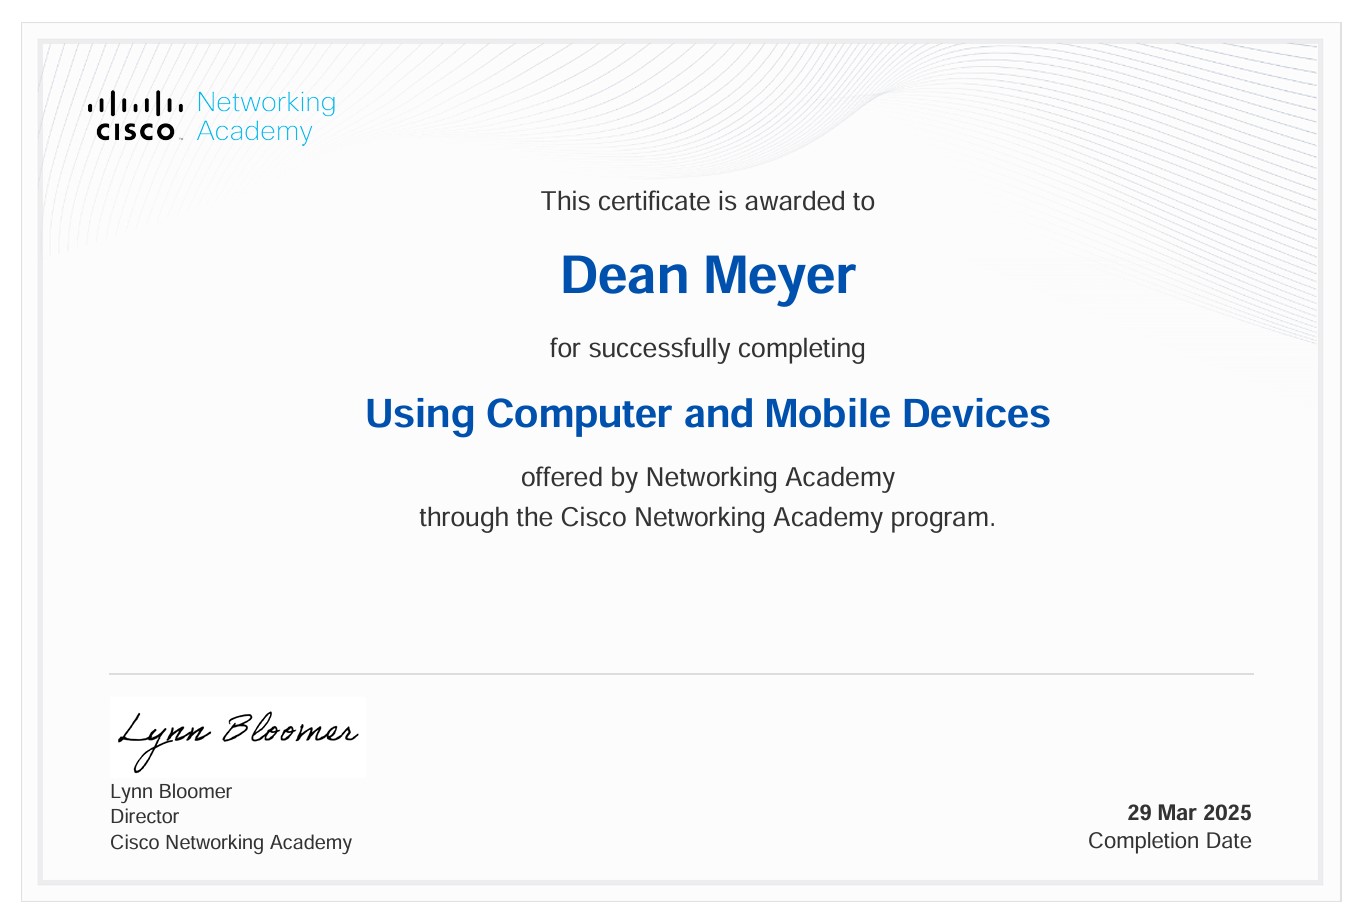 Networking
CISCO Academy
This certificate is awarded to
Dean Meyer
for successfully completing
Using Computer and Mobile Devices
offered by Networking Academy
through the Cisco Networking Academy program.
Lynn Bloomer
Lynn Bloomer
Director
Cisco Networking Academy
29 Mar 2025
Completion Date